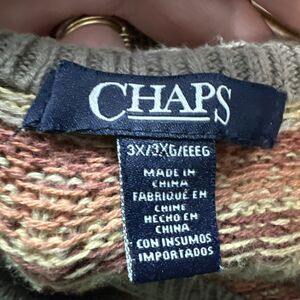 CHAPS
3X/3XG/EEEG
MADE IN
CHINA
FABRIQUÉ EN
CHINE
HECHO EN
CHINA
CON INSUMOS
IMPORTADOS